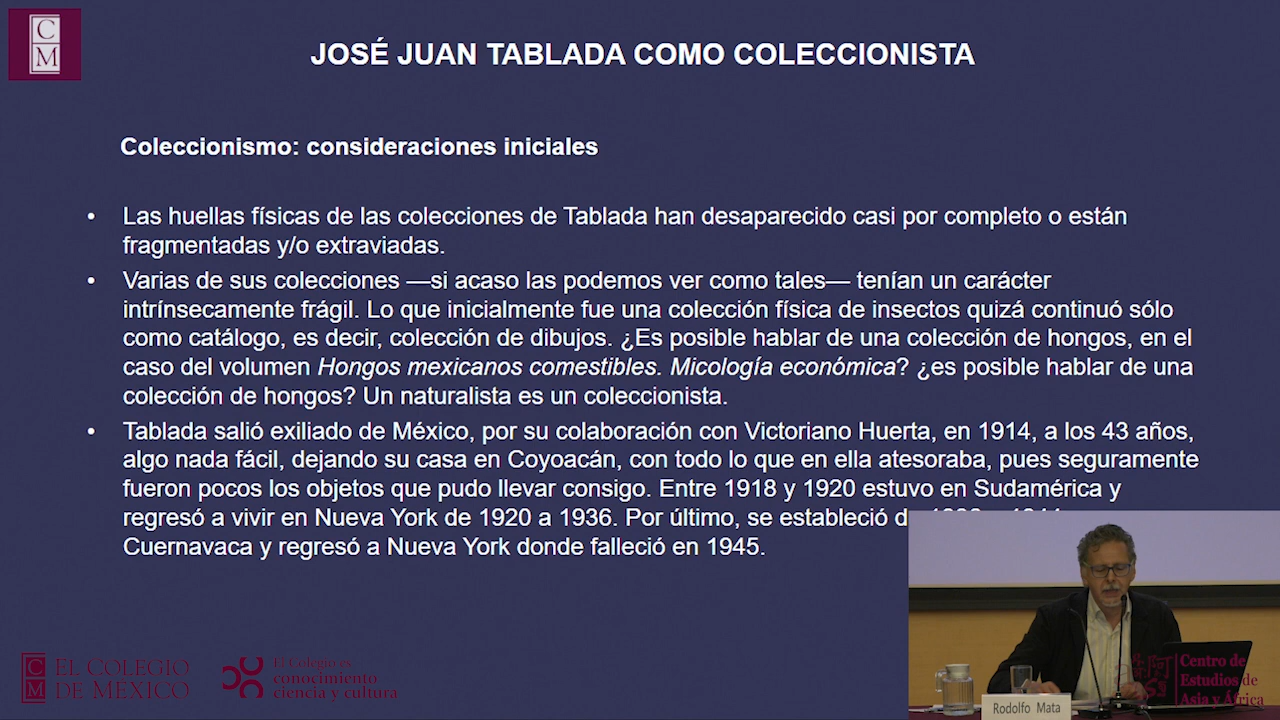 C
M
JOSÉ JUAN TABLADA COMO COLECCIONISTA
Coleccionismo: consideraciones iniciales
• Las huellas físicas de las colecciones de Tablada han desaparecido casi por completo o están
fragmentadas y/o extraviadas.
• Varias de sus colecciones —si acaso las podemos ver como tales— tenían un carácter
intrínsecamente frágil. Lo que inicialmente fue una colección física de insectos quizá continuó sólo
como catálogo, es decir, colección de dibujos. ¿Es posible hablar de una colección de hongos, en el
caso del volumen Hongos mexicanos comestibles. Micología económica? ¿es posible hablar de una
colección de hongos? Un naturalista es un coleccionista.
• Tablada salió exiliado de México, por su colaboración con Victoriano Huerta, en 1914, a los 43 años,
algo nada fácil, dejando su casa en Coyoacán, con todo lo que en ella atesoraba, pues seguramente
fueron pocos los objetos que pudo llevar consigo. Entre 1918 y 1920 estuvo en Sudamérica y
regresó a vivir en Nueva York de 1920 a 1936. Por último, se estableció
Cuernavaca y regresó a Nueva York donde falleció en 1945.
C
M
EL COLEGIO
DE MÉXICO
El Colegio es
conocimiento
ciencia y cultura
Centro de
Estudios de
Asia y África
Rodolfo Mata